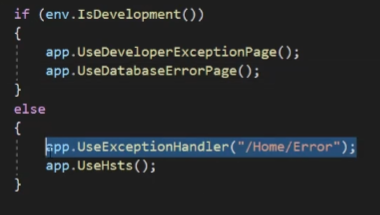 if (env.IsDevelopment())
{
app.UseDeveloperExceptionPage();
app.UseDatabaseErrorPage();
}
else
{
app.UseExceptionHandler("/Home/Error");
app.UseHsts();
}